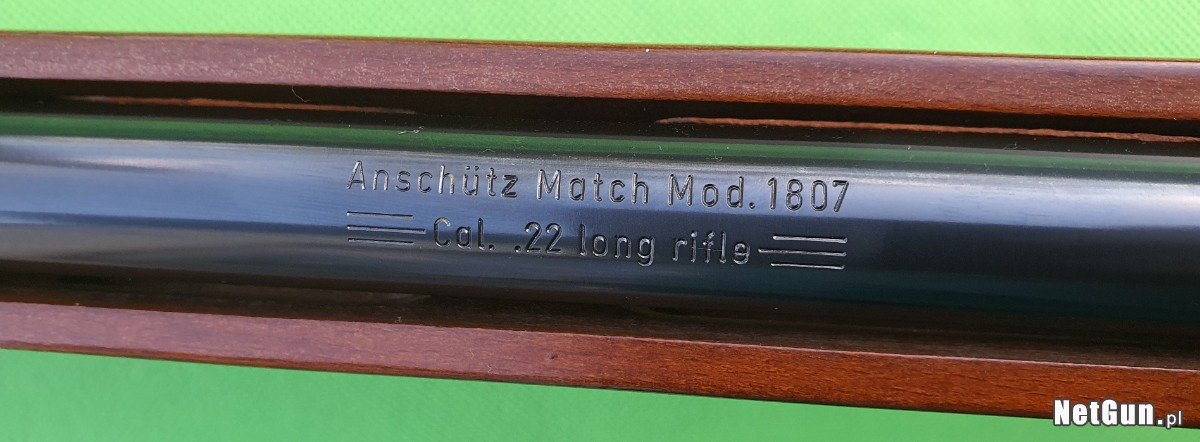 Anschütz Match Mod. 1807
Cal. .22 long rifle
NetGun.pl